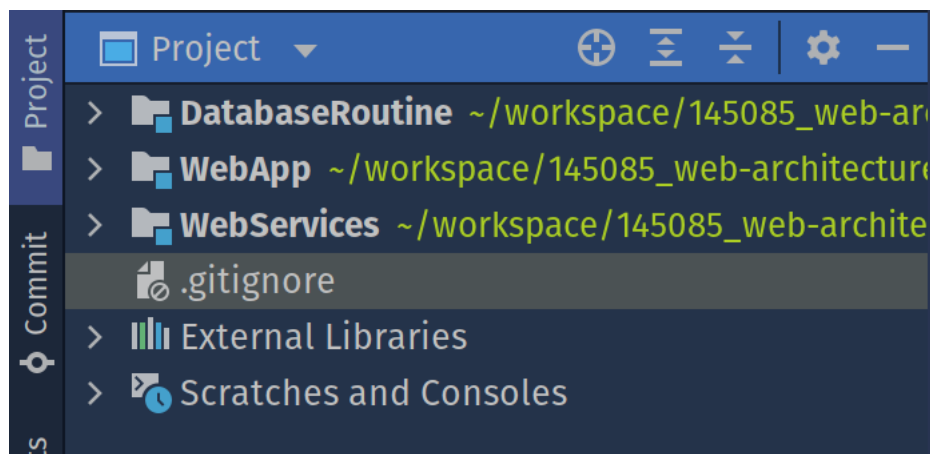 Project
Project
DatabaseRoutine ~/workspace/145085_web-ar
WebApp ~/workspace/145085_web-architectur
WebServices ~/workspace/145085_web-archite
.gitignore
External Libraries
Scratches and Consoles
Commit